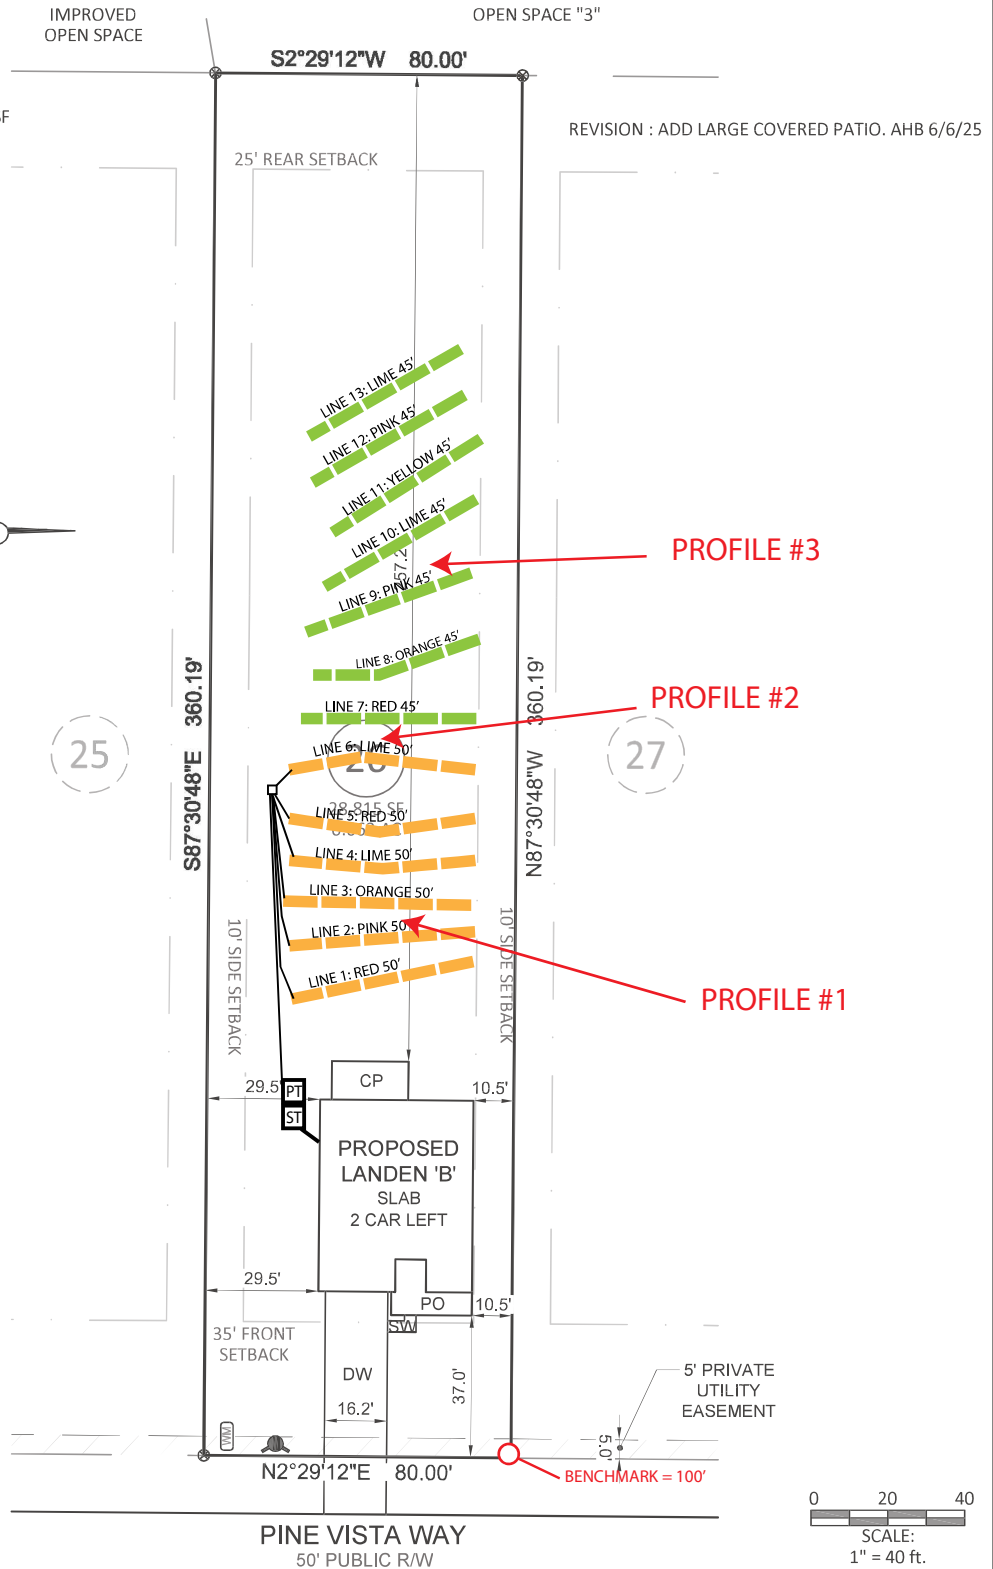 IMPROVED
OPEN SPACE
OPEN SPACE "3"
S2°29'12"W 80.00'
REVISION : ADD LARGE COVERED PATIO. AHB 6/6/25
25' REAR SETBACK
LINE 13: LIME 45'
LINE 12: PINK 45'
LINE 11: YELLOW 45'
LINE 10: LIME 45'
PROFILE #3
LINE 9: PINK 45'
LINE 8: ORANGE 45'
S87°30'48"E 360.19'
N87°30'48"W 360.19'
PROFILE #2
LINE 7: RED 45'
25
LINE 6: LIME 50'
26
27
28,815 SF
LINE 5: RED 50'
LINE 4: LIME 50'
LINE 3: ORANGE 50'
LINE 2: PINK 50'
10' SIDE SETBACK
10' SIDE SETBACK
LINE 1: RED 50'
PROFILE #1
CP
29.5'
PT
10.5'
ST
PROPOSED
LANDEN 'B'
SLAB
2 CAR LEFT
29.5'
PO
10.5'
SW
35' FRONT
SETBACK
DW
37.0'
16.2'
5' PRIVATE
UTILITY
EASEMENT
WM
5.0'
N2°29'12"E 80.00'
BENCHMARK = 100'
PINE VISTA WAY
50' PUBLIC R/W
0 20 40
SCALE:
1" = 40 ft.